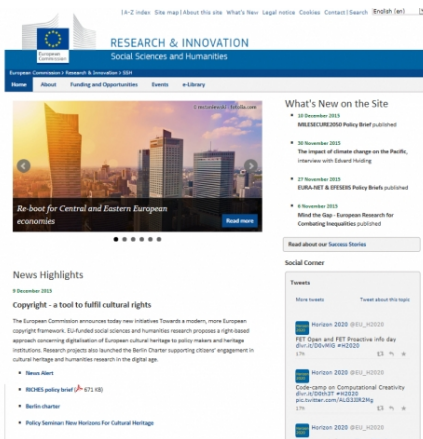 A-Z index Site map | About this site What's New Legal notice Cookies Contact | Search English (en)
European
Commission
RESEARCH & INNOVATION
Social Sciences and Humanities
European Commission > Research & Innovation > SSH
Home About Funding and Opportunities Events e-Library
Re-boot for Central and Eastern European
economies
Read more
What's New on the Site
10 December 2015
MILESECURE2050 Policy Brief published
30 November 2015
The impact of climate change on the Pacific,
interview with Edvard Hviding
27 November 2015
EURA-NET & EFESEIIS Policy Briefs published
6 November 2015
Mind the Gap - European Research for
Combating Inequalities published
Read about our Success Stories
Social Corner
Tweets
More tweets Tweet about this topic
Horizon 2020 @EU_H2020
FET Open and FET Proactive info day
#H2020
17h
Horizon 2020 @EU_H2020
Code-camp on Computational Creativity
#H2020
17h
Horizon 2020 @EU_H2020
News Highlights
9 December 2015
Copyright - a tool to fulfil cultural rights
The European Commission announces today new initiatives Towards a modern, more European
copyright framework. EU-funded social sciences and humanities research proposes a right-based
approach concerning digitalisation of European cultural heritage to policy makers and heritage
institutions. Research projects also launched the Berlin Charter supporting citizens' engagement in
cultural heritage and humanities research in the digital age.
News Alert
RICHES policy brief ( 671 KB)
Berlin charter
Policy Seminar: New Horizons For Cultural Heritage